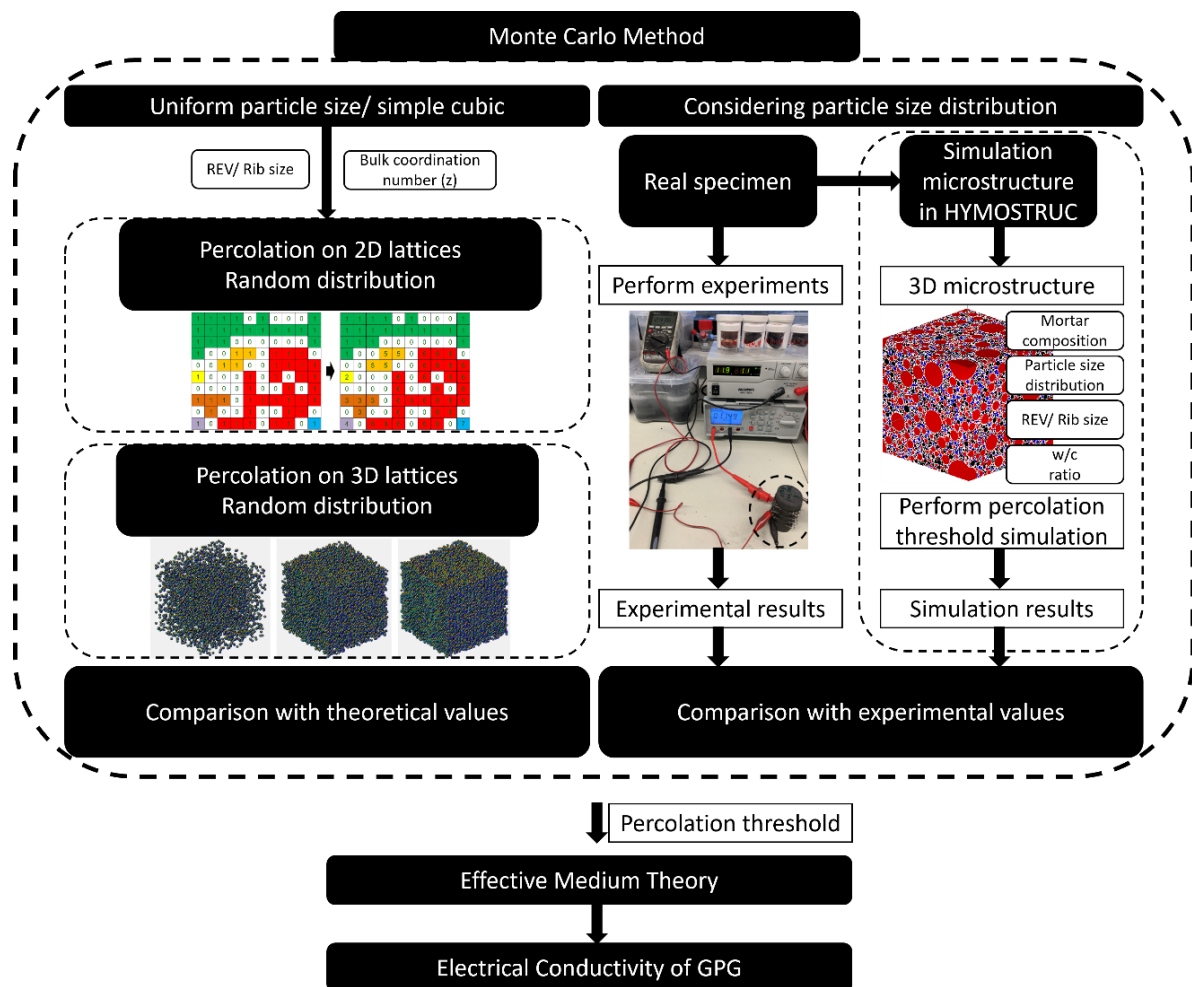 Monte Carlo Method
Uniform particle size/ simple cubic
REV/ Rib size
Bulk coordination
number (z)
Percolation on 2D lattices
Random distribution
Percolation on 3D lattices
Random distribution
Comparison with theoretical values
Considering particle size distribution
Real specimen
Perform experiments
Experimental results
Simulation
microstructure
in HYMOSTRUC
3D microstructure
Mortar
composition
Particle size
distribution
REV/ Rib size
w/c
ratio
Perform percolation
threshold simulation
Simulation results
Comparison with experimental values
Percolation threshold
Effective Medium Theory
Electrical Conductivity of GPG